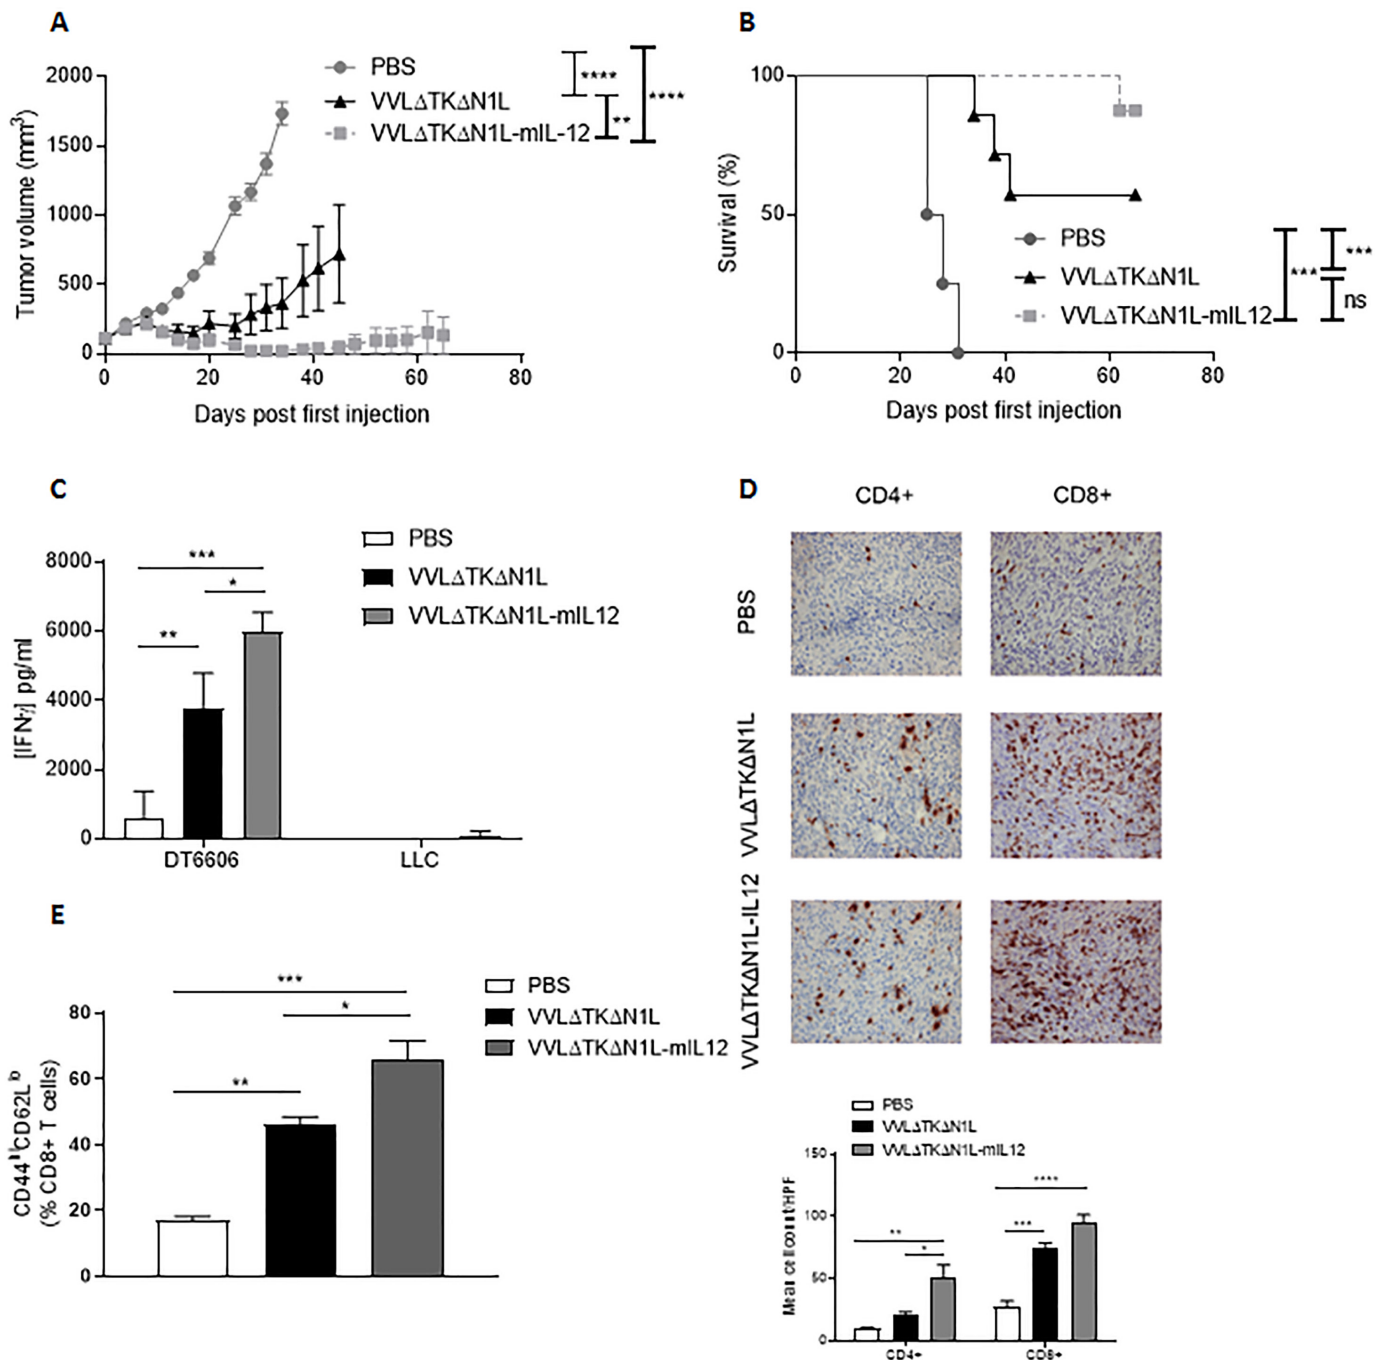 A
PBS
VVLΔTKΔN1L
VVLΔTKΔN1L-mIL-12
****
**
****
2000
1500
1000
500
0
Tumor volume (mm³)
0 20 40 60 80
Days post first injection
B
100
50
0
Survival (%)
PBS
VVLΔTKΔN1L
VVLΔTKΔN1L-mIL12
***
***
ns
0 20 40 60 80
Days post first injection
C
PBS
VVLΔTKΔN1L
VVLΔTKΔN1L-mIL12
8000
6000
4000
2000
0
[IFNγ] pg/ml
***
*
**
DT6606 LLC
D
CD4+ CD8+
PBS
VVLΔTKΔN1L
VVLΔTKΔN1L-IL12
PBS
VVLΔTKΔN1L
VVLΔTKΔN1L-mIL12
150
100
50
0
Mean cell count/HPF
**
*
****
***
CD4+ CD8+
E
PBS
VVLΔTKΔN1L
VVLΔTKΔN1L-mIL12
80
60
40
20
0
CD44ʰⁱCD62Lˡᵒ
(% CD8+ T cells)
***
*
**